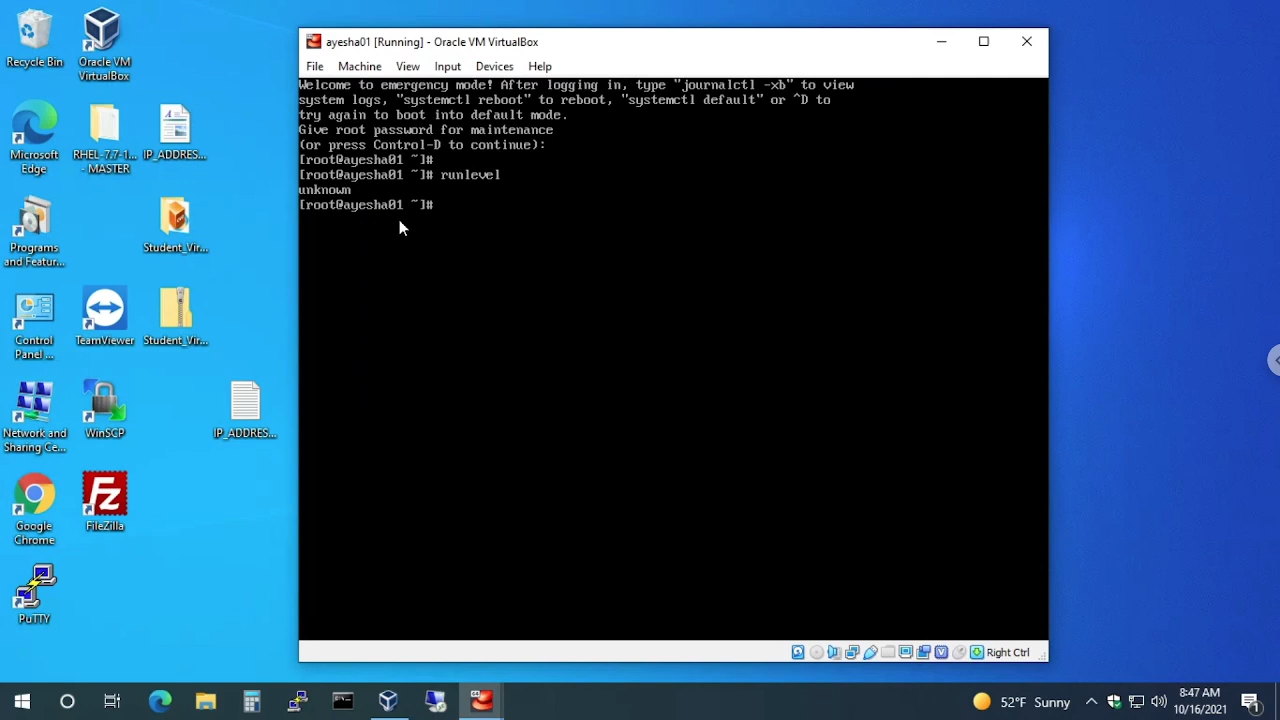 Recycle Bin
Oracle VM
VirtualBox
Microsoft
Edge
RHEL-7.7-1...
- MASTER
IP_ADDRES...
Programs
and Featur...
Student_Vir...
Control
Panel ...
TeamViewer
Student_Vir...
Network and
Sharing Ce...
WinSCP
IP_ADDRES...
Google
Chrome
FileZilla
PuTTY
ayesha01 [Running] - Oracle VM VirtualBox
File Machine View Input Devices Help
Welcome to emergency mode! After logging in, type "journalctl -xb" to view
system logs, "systemctl reboot" to reboot, "systemctl default" or ^D to
try again to boot into default mode.
Give root password for maintenance
(or press Control-D to continue):
[root@ayesha01 ~]#
[root@ayesha01 ~]# runlevel
unknown
[root@ayesha01 ~]#
Right Ctrl
52°F Sunny
8:47 AM
10/16/2021
1